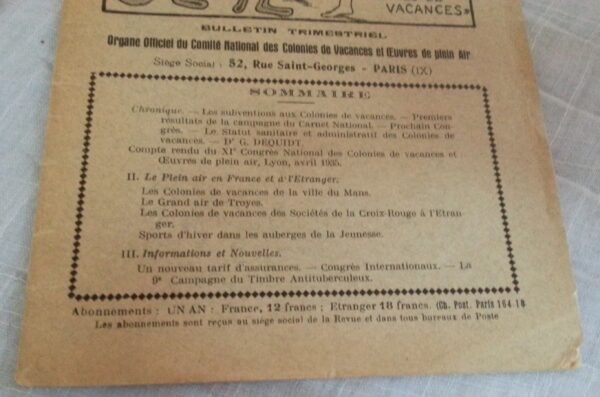 VACANCES»
BULLETIN TRIMESTRIEL
Organe Officiel du Comité National des Colonies de Vacances et Œuvres de plein Air
Siège Social : 52, Rue Saint-Georges - PARIS (IX)
SOMMAIRE
Chronique. — Les subventions aux Colonies de vacances. — Premiers
résultats de la campagne du Carnet National. — Prochain Con-
grès. — Le Statut sanitaire et administratif des Colonies de
vacances. — Dr G. DEQUIDT.
Compte rendu du XIe Congrès National des Colonies de vacances et
Œuvres de plein air, Lyon, avril 1935.
II. Le Plein air en France et à l'Etranger.
Les Colonies de vacances de la ville du Mans.
Le Grand air de Troyes.
Les Colonies de vacances des Sociétés de la Croix-Rouge à l'Etran-
ger.
Sports d'hiver dans les auberges de la Jeunesse.
III. Informations et Nouvelles.
Un nouveau tarif d'assurances. — Congrès Internationaux. — La
9e Campagne du Timbre Antituberculeux.
Abonnements : UN AN : France, 12 francs ; Etranger 18 francs. (Ch. Post. Paris 164-18
Les abonnements sont reçus au siège social de la Revue et dans tous bureaux de Poste